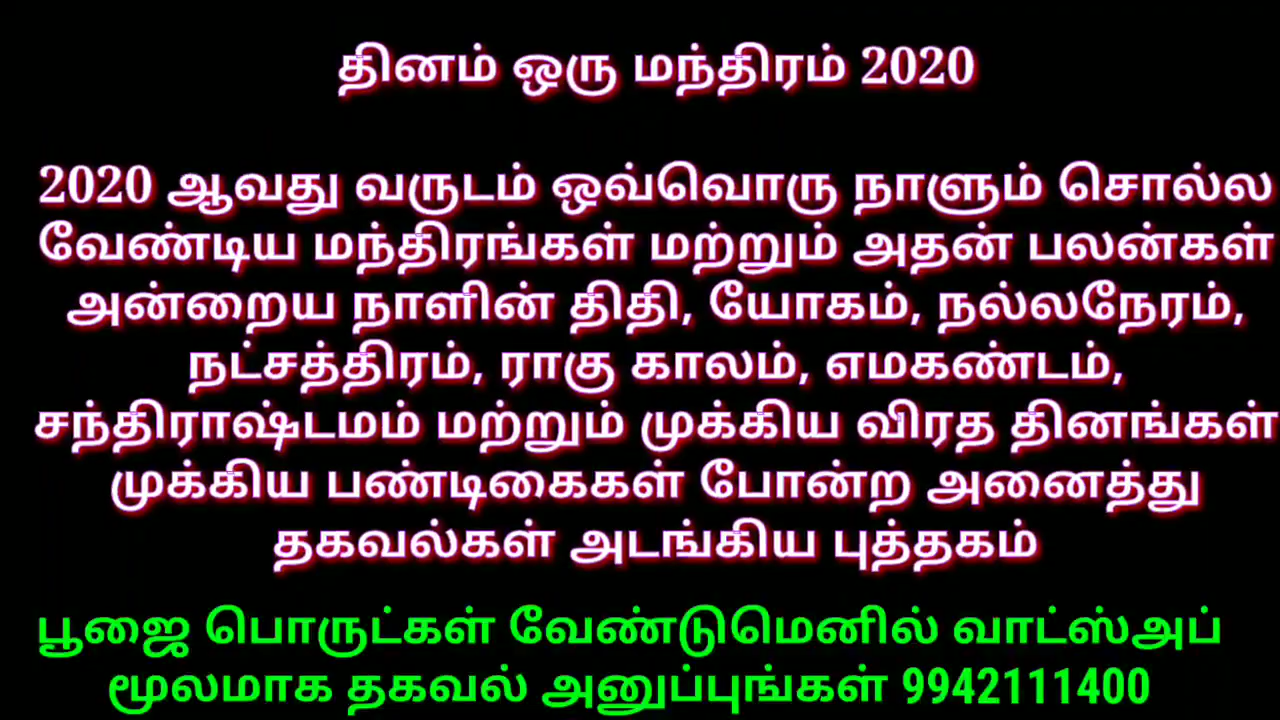 தினம் ஒரு மந்திரம் 2020
2020 ஆவது வருடம் ஒவ்வொரு நாளும் சொல்ல
வேண்டிய மந்திரங்கள் மற்றும் அதன் பலன்கள்
அன்றைய நாளின் திதி, யோகம், நல்லநேரம்,
நட்சத்திரம், ராகு காலம், எமகண்டம்,
சந்திராஷ்டமம் மற்றும் முக்கிய விரத தினங்கள்
முக்கிய பண்டிகைகள் போன்ற அனைத்து
தகவல்கள் அடங்கிய புத்தகம்
பூஜை பொருட்கள் வேண்டுமெனில் வாட்ஸ்அப்
மூலமாக தகவல் அனுப்புங்கள் 9942111400